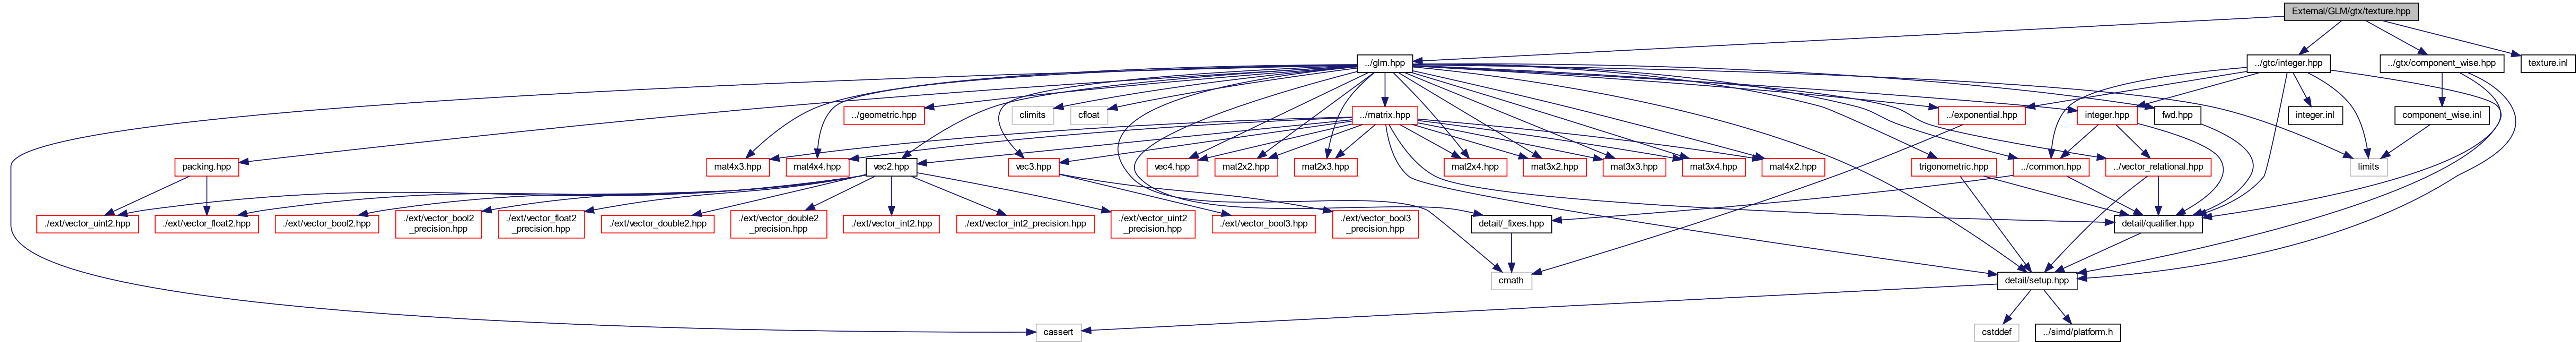 External/GLM/gtx/texture.hpp
../glm.hpp
../gtc/integer.hpp
../gtx/component_wise.hpp
texture.inl
../geometric.hpp
climits
cfloat
../matrix.hpp
../exponential.hpp
integer.hpp
fwd.hpp
integer.inl
component_wise.inl
packing.hpp
mat4x3.hpp
mat4x4.hpp
vec2.hpp
vec3.hpp
vec4.hpp
mat2x2.hpp
mat2x3.hpp
mat2x4.hpp
mat3x2.hpp
mat3x3.hpp
mat3x4.hpp
mat4x2.hpp
trigonometric.hpp
../common.hpp
../vector_relational.hpp
limits
./ext/vector_uint2.hpp
./ext/vector_float2.hpp
./ext/vector_bool2.hpp
./ext/vector_bool2
_precision.hpp
./ext/vector_float2
_precision.hpp
./ext/vector_double2.hpp
./ext/vector_double2
_precision.hpp
./ext/vector_int2.hpp
./ext/vector_int2_precision.hpp
./ext/vector_uint2
_precision.hpp
./ext/vector_bool3.hpp
./ext/vector_bool3
_precision.hpp
detail/_fixes.hpp
detail/qualifier.hpp
cmath
detail/setup.hpp
cassert
cstddef
../simd/platform.h